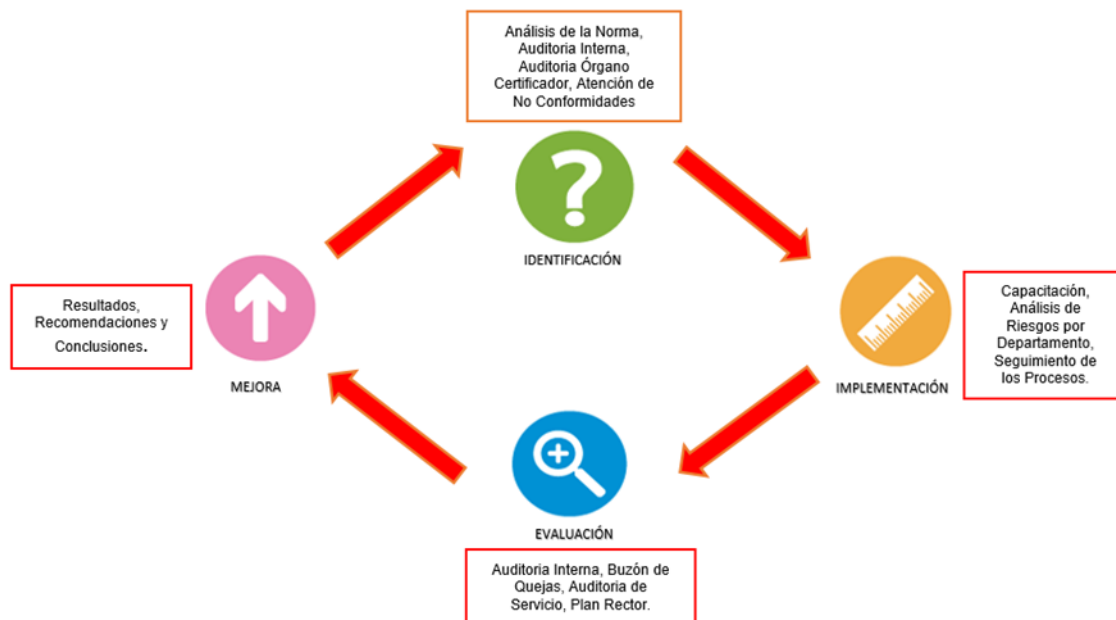 Análisis de la Norma,
Auditoria Interna,
Auditoria Órgano
Certificador, Atención de
No Conformidades
IDENTIFICACIÓN
Resultados,
Recomendaciones y
Conclusiones.
MEJORA
Capacitación,
Análisis de
Riesgos por
Departamento,
Seguimiento de
los Procesos.
IMPLEMENTACIÓN
EVALUACIÓN
Auditoria Interna, Buzón de
Quejas, Auditoria de
Servicio, Plan Rector.